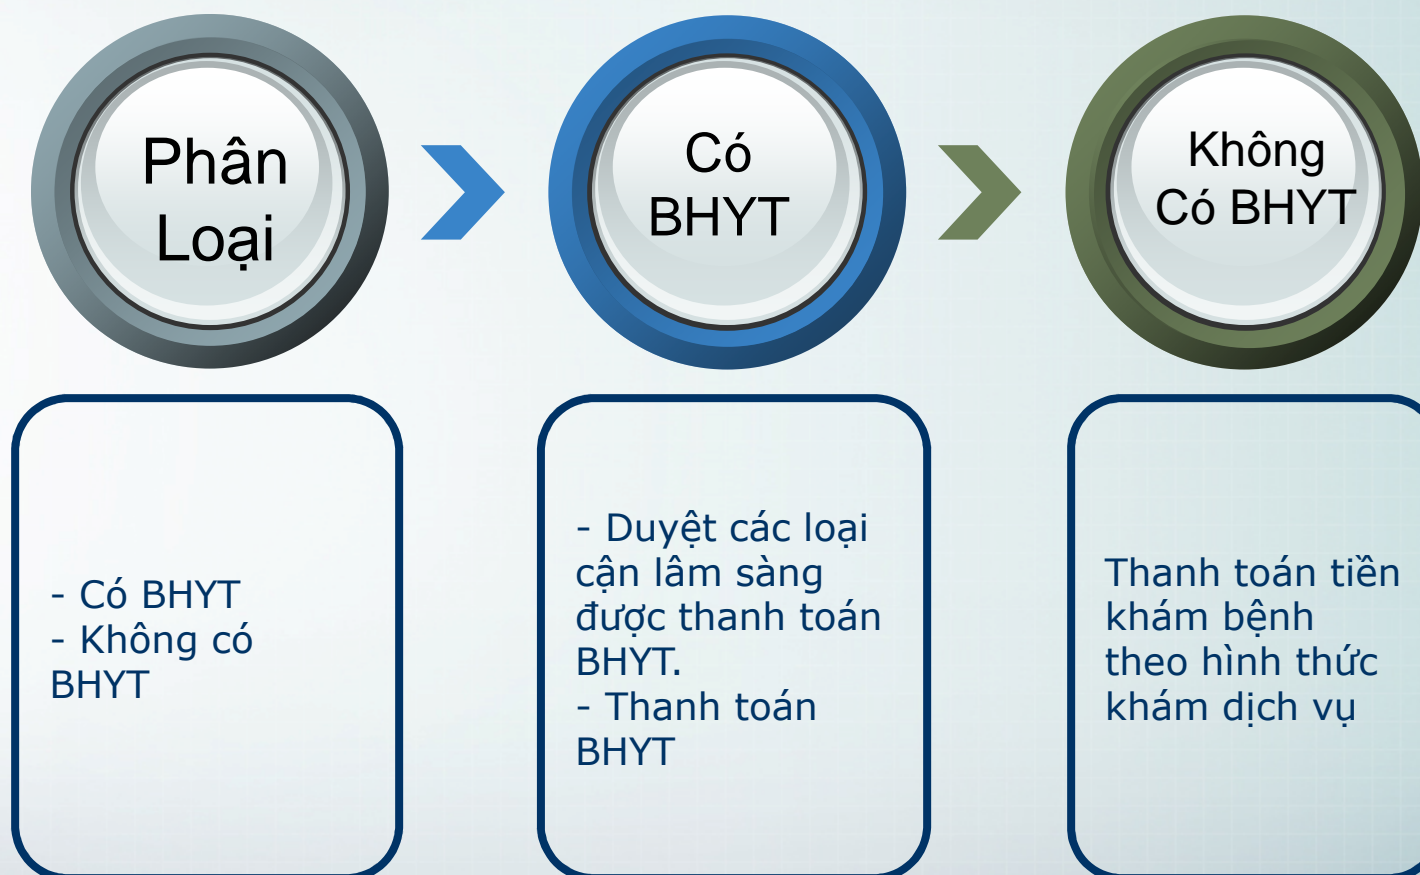 Phân
Loại
Có
BHYT
Không
Có BHYT
- Có BHYT
- Không có
BHYT
- Duyệt các loại
cận lâm sàng
được thanh toán
BHYT.
- Thanh toán
BHYT
Thanh toán tiền
khám bệnh
theo hình thức
khám dịch vụ